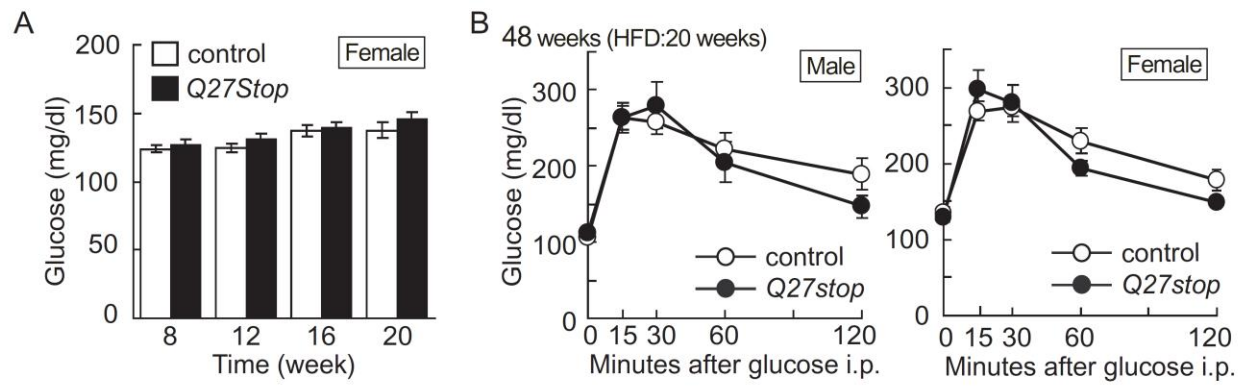 A
200
150
100
50
0
Glucose (mg/dl)
control
Q27Stop
Female
8 12 16 20
Time (week)
B
48 weeks (HFD:20 weeks)
Male
300
200
100
0
Glucose (mg/dl)
control
Q27stop
0 15 30 60 120
Minutes after glucose i.p.
Female
300
200
100
0
control
Q27stop
0 15 30 60 120
Minutes after glucose i.p.